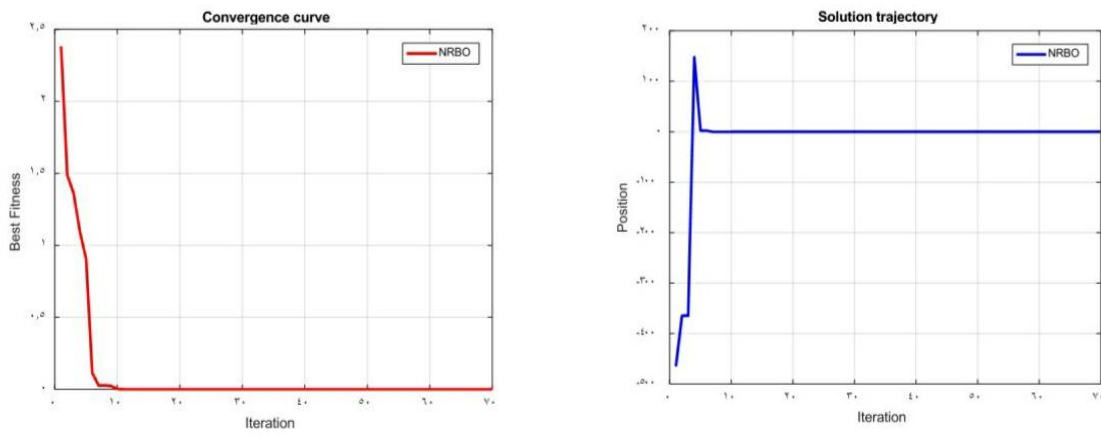 Convergence curve
NRBO
Best Fitness
٢,٥
٢
١,٥
١
٠,٥
٠
٠ ١٠ ٢٠ ٣٠ ٤٠ ٥٠ ٦٠ ٧٠
Iteration
Solution trajectory
NRBO
Position
٢٠٠
١٠٠
٠
-١٠٠
-٢٠٠
-٣٠٠
-٤٠٠
-٥٠٠
٠ ١٠ ٢٠ ٣٠ ٤٠ ٥٠ ٦٠ ٧٠
Iteration